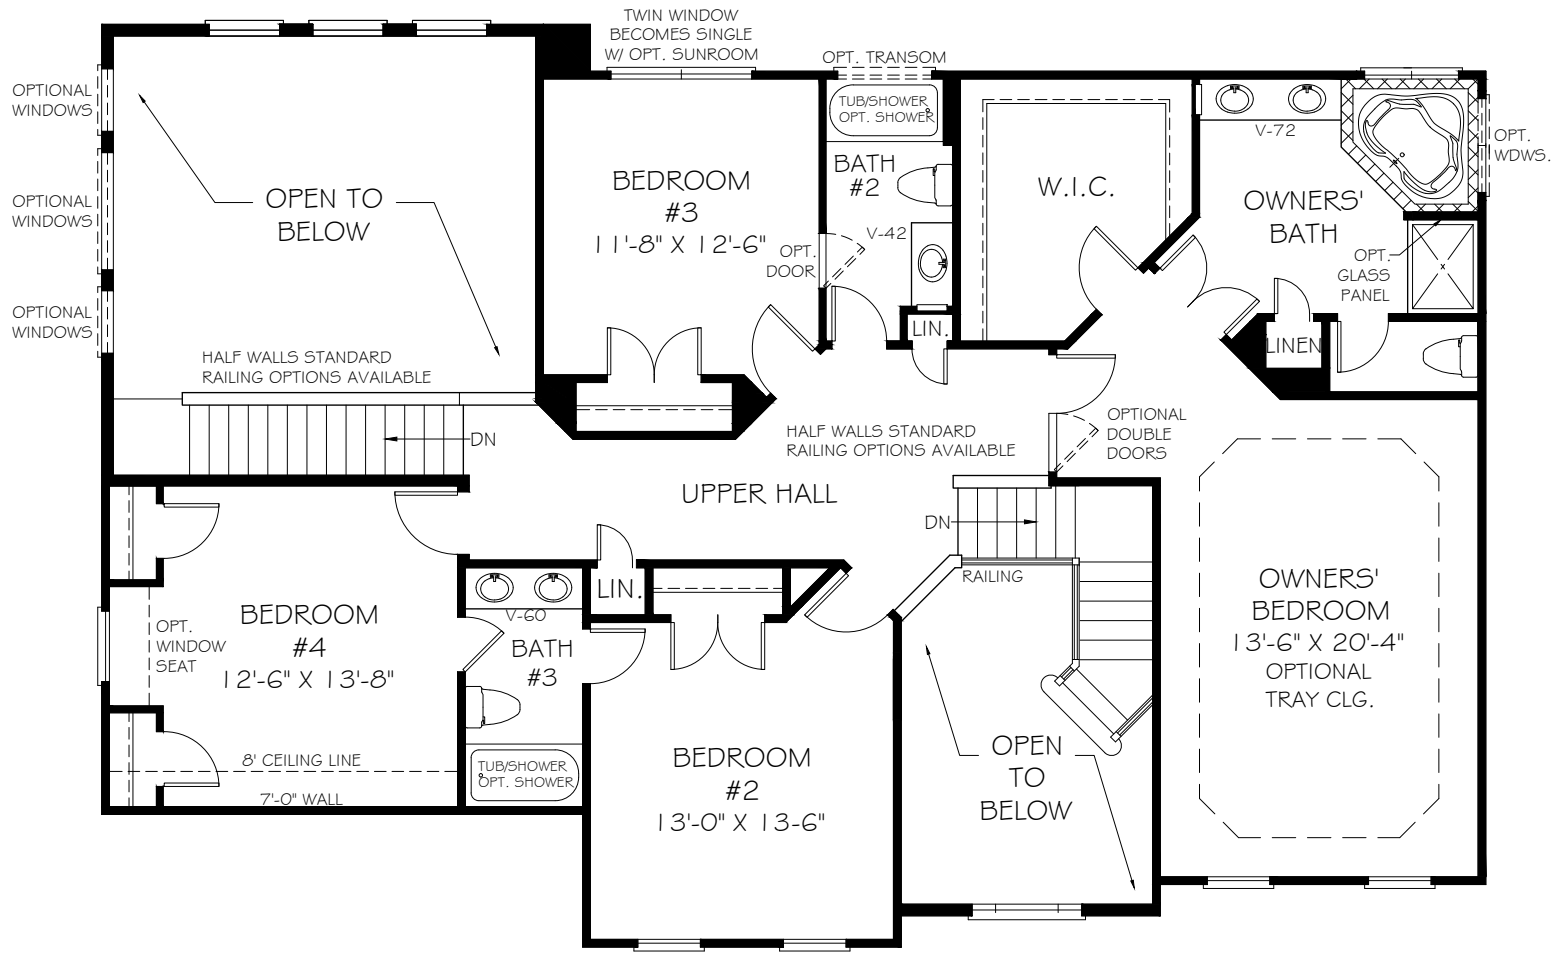 TWIN WINDOW
BECOMES SINGLE
W/ OPT. SUNROOM
OPT. TRANSOM
OPTIONAL
WINDOWS
OPTIONAL
WINDOWS
OPTIONAL
WINDOWS
OPEN TO
BELOW
HALF WALLS STANDARD
RAILING OPTIONS AVAILABLE
DN
BEDROOM
#3
11'-8" X 12'-6"
OPT.
DOOR
TUB/SHOWER
OPT. SHOWER
BATH
#2
V-42
LIN.
W.I.C.
V-72
OWNERS'
BATH
OPT.
WDWS.
OPT.
GLASS
PANEL
LINEN
HALF WALLS STANDARD
RAILING OPTIONS AVAILABLE
OPTIONAL
DOUBLE
DOORS
UPPER HALL
DN
RAILING
BEDROOM
#4
12'-6" X 13'-8"
OPT.
WINDOW
SEAT
8' CEILING LINE
7'-0" WALL
V-60
BATH
#3
TUB/SHOWER
OPT. SHOWER
LIN.
BEDROOM
#2
13'-0" X 13'-6"
OPEN
TO
BELOW
OWNERS'
BEDROOM
13'-6" X 20'-4"
OPTIONAL
TRAY CLG.